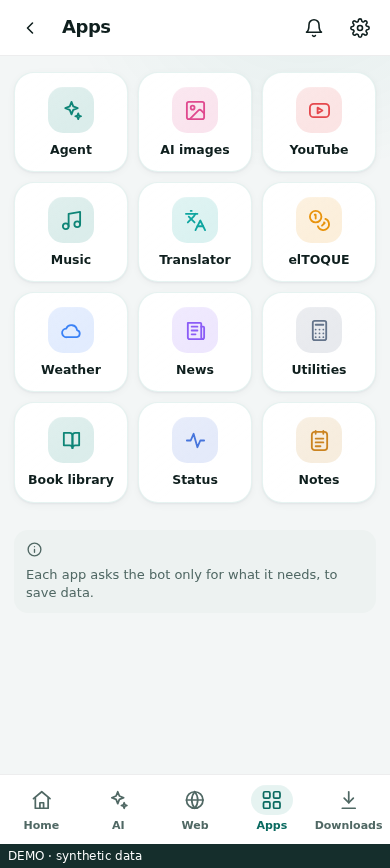 Apps
Agent
AI images
YouTube
Music
Translator
elTOQUE
Weather
News
Utilities
Book library
Status
Notes
Each app asks the bot only for what it needs, to
save data.
Home
AI
Web
Apps
Downloads
DEMO · synthetic data